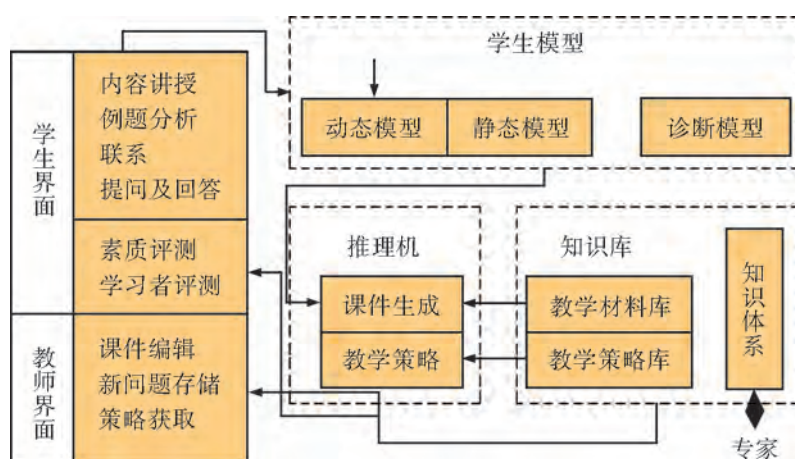 学生模型
动态模型
静态模型
诊断模型
学生界面
内容讲授
例题分析
联系
提问及回答
素质评测
学习者评测
教师界面
课件编辑
新问题存储
策略获取
推理机
课件生成
教学策略
知识库
教学材料库
教学策略库
知识体系
专家